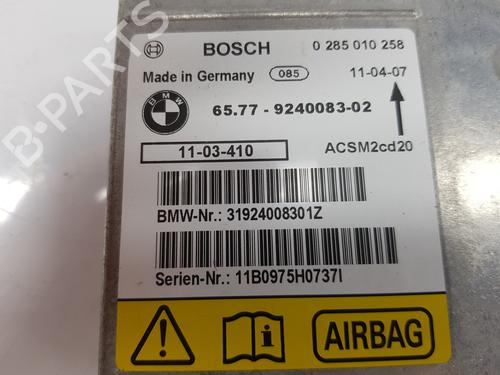 BOSCH 0 285 010 258
Made in Germany 085 11-04-07
BMW 65.77 - 9240083-02
11-03-410 ACSM2cd20
BMW-Nr.: 31924008301Z
Serien-Nr.: 11B0975H0737I
AIRBAG